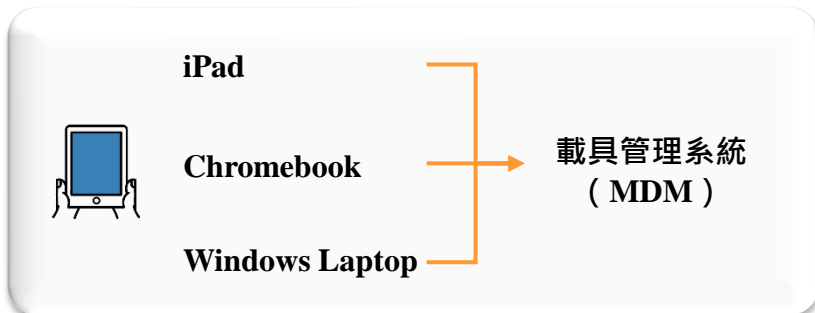 iPad
Chromebook
Windows Laptop
載具管理系統
（MDM）